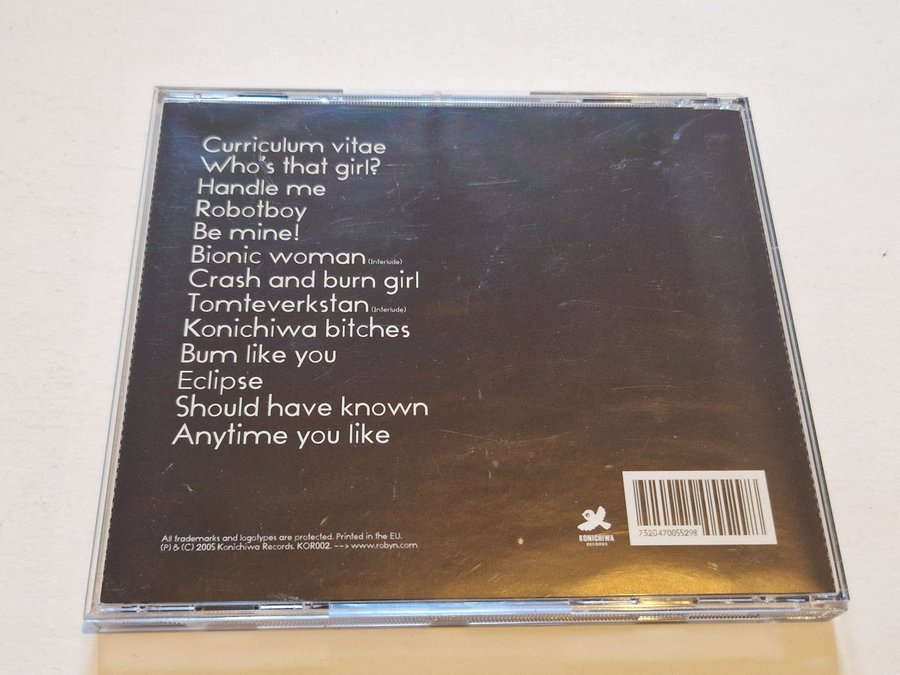 Curriculum vitae
Who's that girl?
Handle me
Robotboy
Be mine!
Bionic woman (Interlude)
Crash and burn girl
Tomteverkstan (Interlude)
Konichiwa bitches
Bum like you
Eclipse
Should have known
Anytime you like
All trademarks and logotypes are protected. Printed in the EU.
(P) & (C) 2005 Konichiwa Records. KOR002. --> www.robyn.com
KONICHIWA
RECORDS
7320470055298